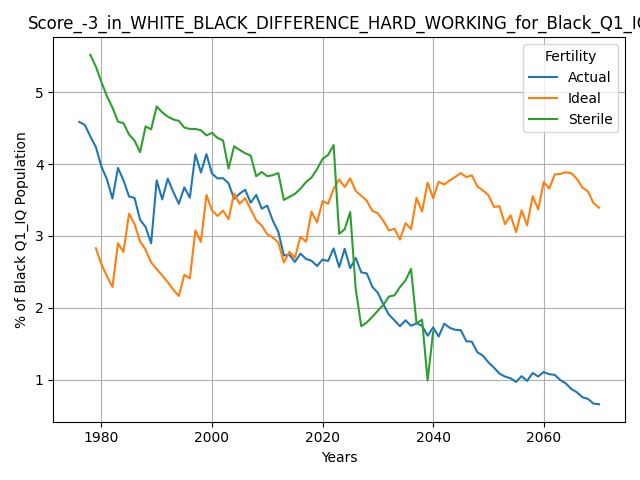 Score_-3_in_WHITE_BLACK_DIFFERENCE_HARD_WORKING_for_Black_Q1_IQ
Fertility
Actual
Ideal
Sterile
% of Black Q1_IQ Population
5
4
3
2
1
1980 2000 2020 2040 2060
Years